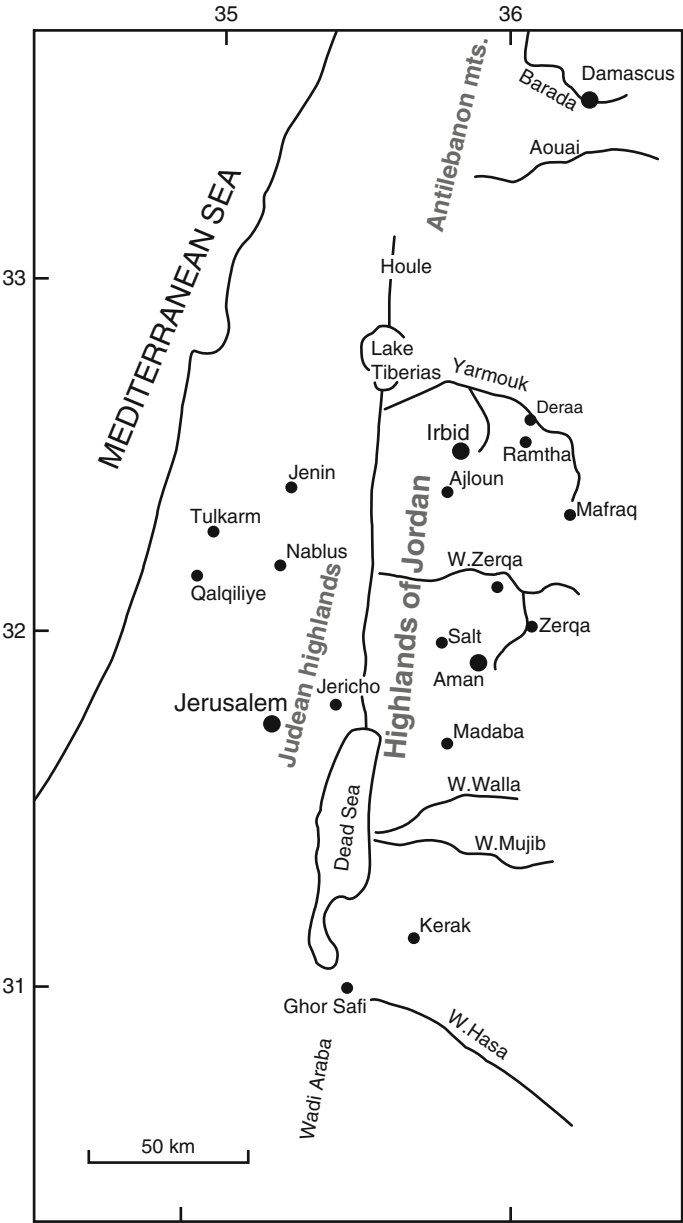 35
36
Antilebanon mts.
Damascus
Barada
Aouai
MEDITERRANEAN SEA
33
Houle
Lake
Tiberias
Yarmouk
Deraa
Irbid
Ramtha
Jenin
Ajloun
Mafraq
Tulkarm
Nablus
W.Zerqa
Qalqiliye
Highlands of Jordan
Judean highlands
32
Salt
Zerqa
Aman
Jericho
Jerusalem
Madaba
W.Walla
Dead Sea
W.Mujib
Kerak
31
Ghor Safi
W.Hasa
Wadi Araba
50 km